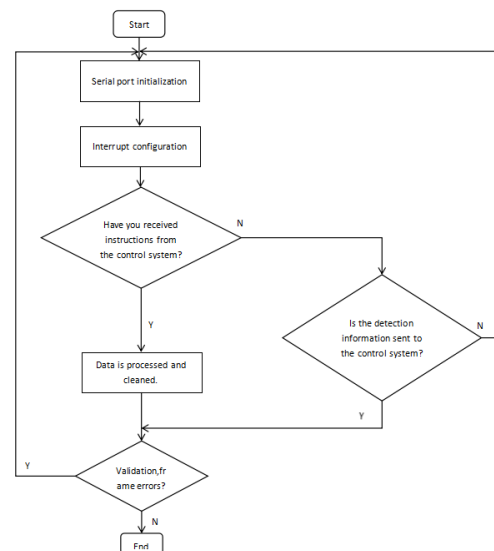 Start
Serial port initialization
Interrupt configuration
Have you received
instructions from
the control system?
N
Y
Is the detection
information sent to
the control system?
N
Y
Data is processed and
cleaned.
Validation,fr
ame errors?
Y
N
End